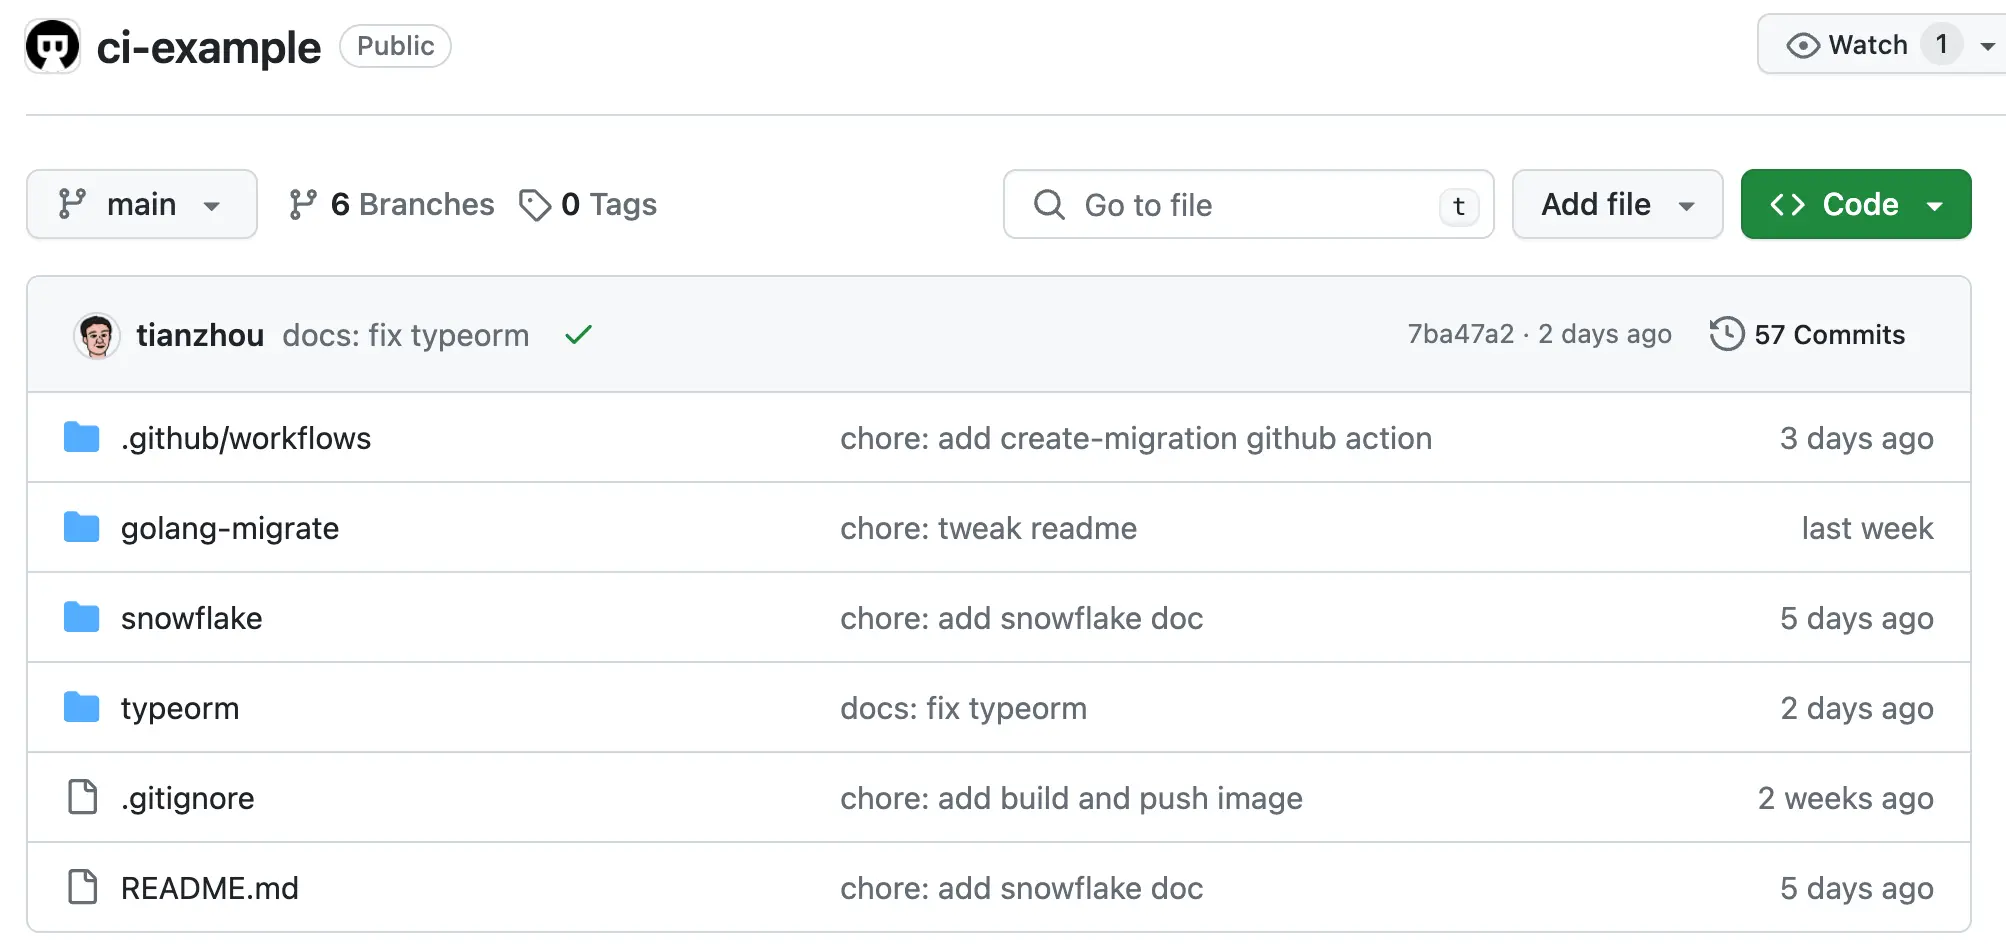 ci-example Public Watch 1
main 6 Branches 0 Tags Go to file t Add file Code
tianzhou docs: fix typeorm 7ba47a2 · 2 days ago 57 Commits
.github/workflows chore: add create-migration github action 3 days ago
golang-migrate chore: tweak readme last week
snowflake chore: add snowflake doc 5 days ago
typeorm docs: fix typeorm 2 days ago
.gitignore chore: add build and push image 2 weeks ago
README.md chore: add snowflake doc 5 days ago